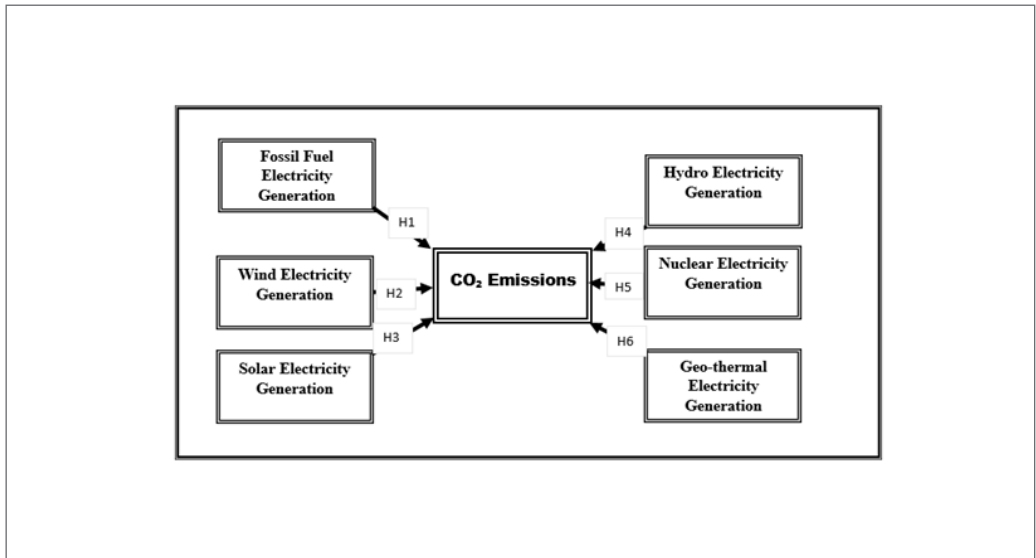 Fossil Fuel
Electricity
Generation
H1
Wind Electricity
Generation
H2
Solar Electricity
Generation
H3
CO₂ Emissions
Hydro Electricity
Generation
H4
Nuclear Electricity
Generation
H5
Geo-thermal
Electricity
Generation
H6